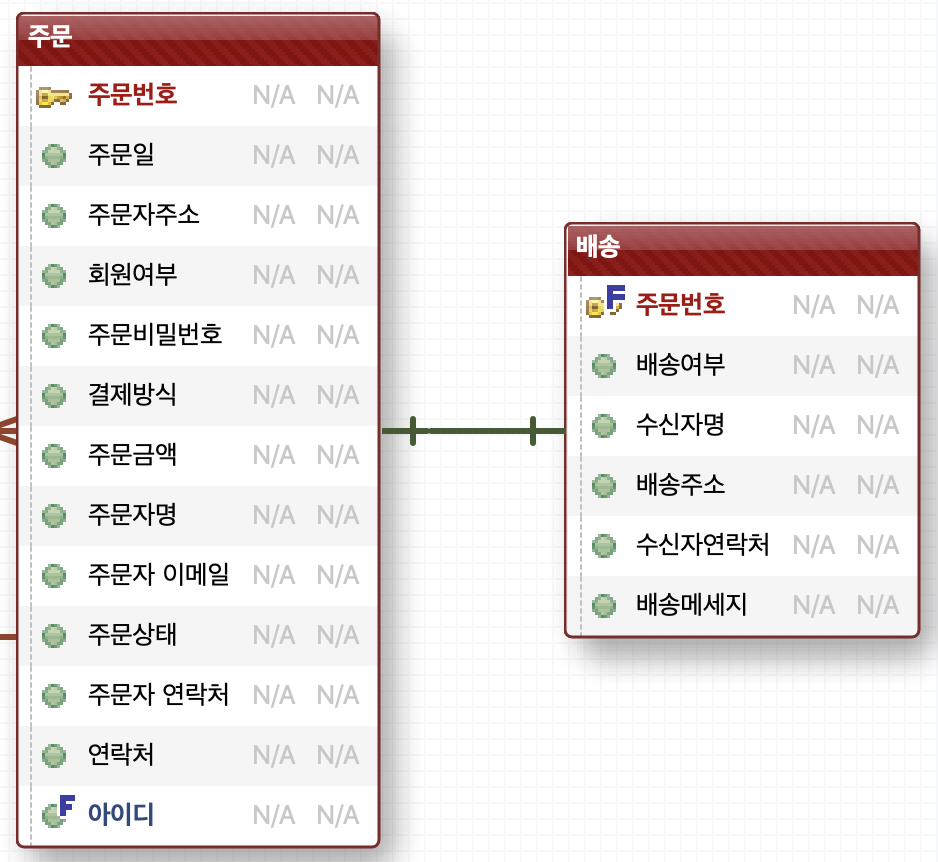 주문
주문번호 N/A N/A
주문일 N/A N/A
주문자주소 N/A N/A
회원여부 N/A N/A
주문비밀번호 N/A N/A
결제방식 N/A N/A
주문금액 N/A N/A
주문자명 N/A N/A
주문자 이메일 N/A N/A
주문상태 N/A N/A
주문자 연락처 N/A N/A
연락처 N/A N/A
F 아이디 N/A N/A
배송
F 주문번호 N/A N/A
배송여부 N/A N/A
수신자명 N/A N/A
배송주소 N/A N/A
수신자연락처 N/A N/A
배송메세지 N/A N/A